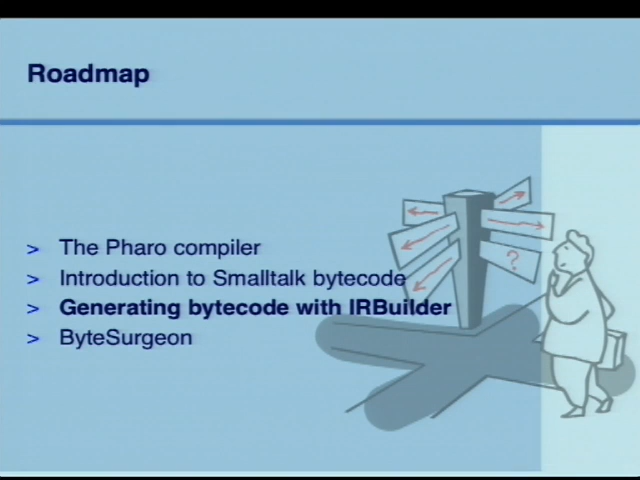 Roadmap
> The Pharo compiler
> Introduction to Smalltalk bytecode
> Generating bytecode with IRBuilder
> ByteSurgeon
?